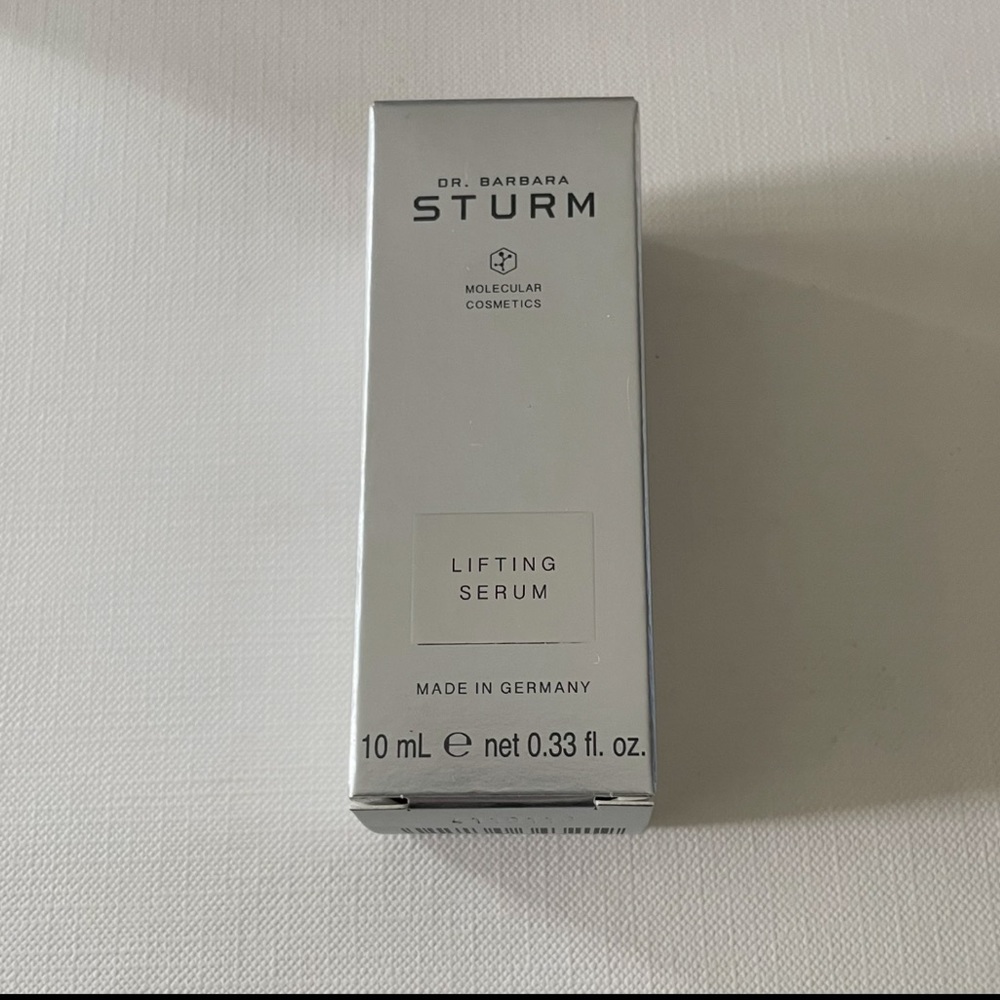 DR. BARBARA
STURM
MOLECULAR
COSMETICS
LIFTING
SERUM
MADE IN GERMANY
10 mL ℮ net 0.33 fl. oz.